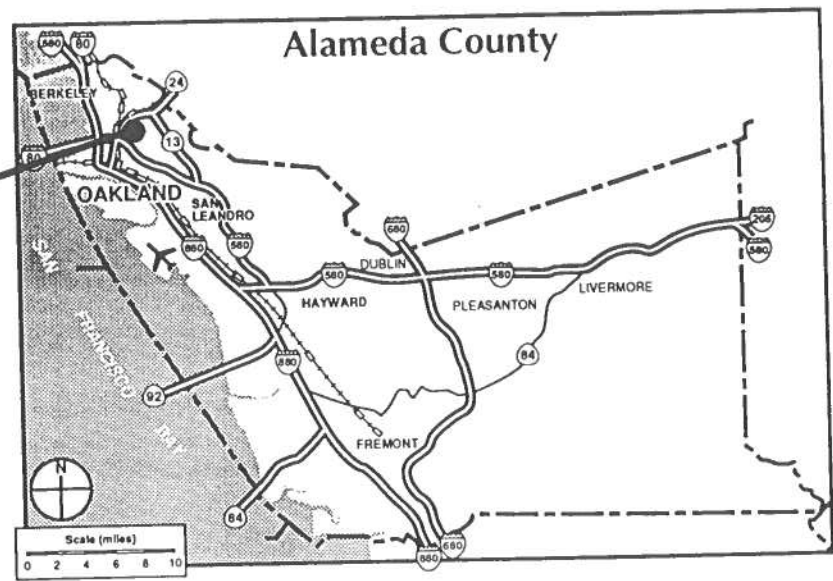 Alameda County
880
80
BERKELEY
24
13
80
OAKLAND
SAN
LEANDRO
680
205
580
SAN
FRANCISCO
BAY
880
580
DUBLIN
580
580
HAYWARD
PLEASANTON
LIVERMORE
84
880
92
FREMONT
N
84
880
680
Scale (miles)
0 2 4 6 8 10